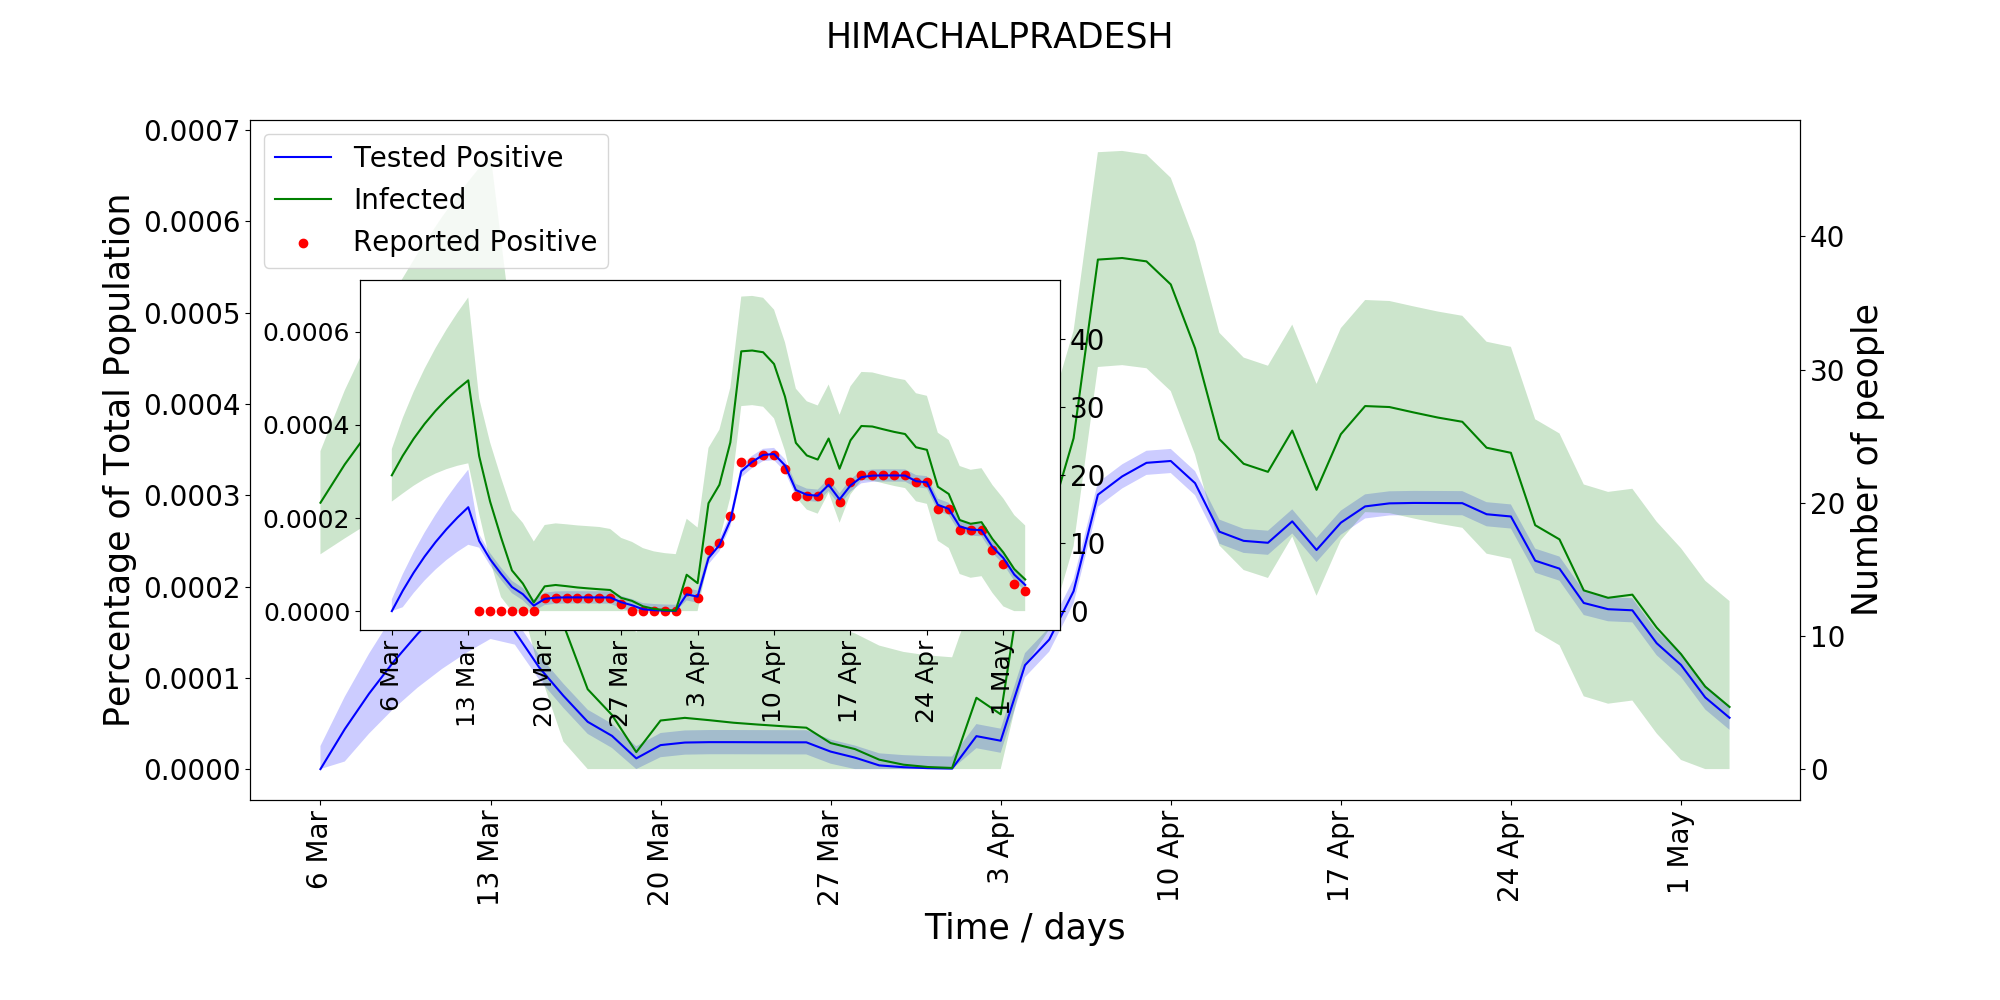 HIMACHALPRADESH
Percentage of Total Population
0.0007
0.0006
0.0005
0.0004
0.0003
0.0002
0.0001
0.0000
Tested Positive
Infected
Reported Positive
0.0006
0.0004
0.0002
0.0000
40
30
20
10
0
6 Mar
13 Mar
20 Mar
27 Mar
3 Apr
10 Apr
17 Apr
24 Apr
1 May
40
30
20
10
0
Number of people
6 Mar
13 Mar
20 Mar
27 Mar
3 Apr
10 Apr
17 Apr
24 Apr
1 May
Time / days